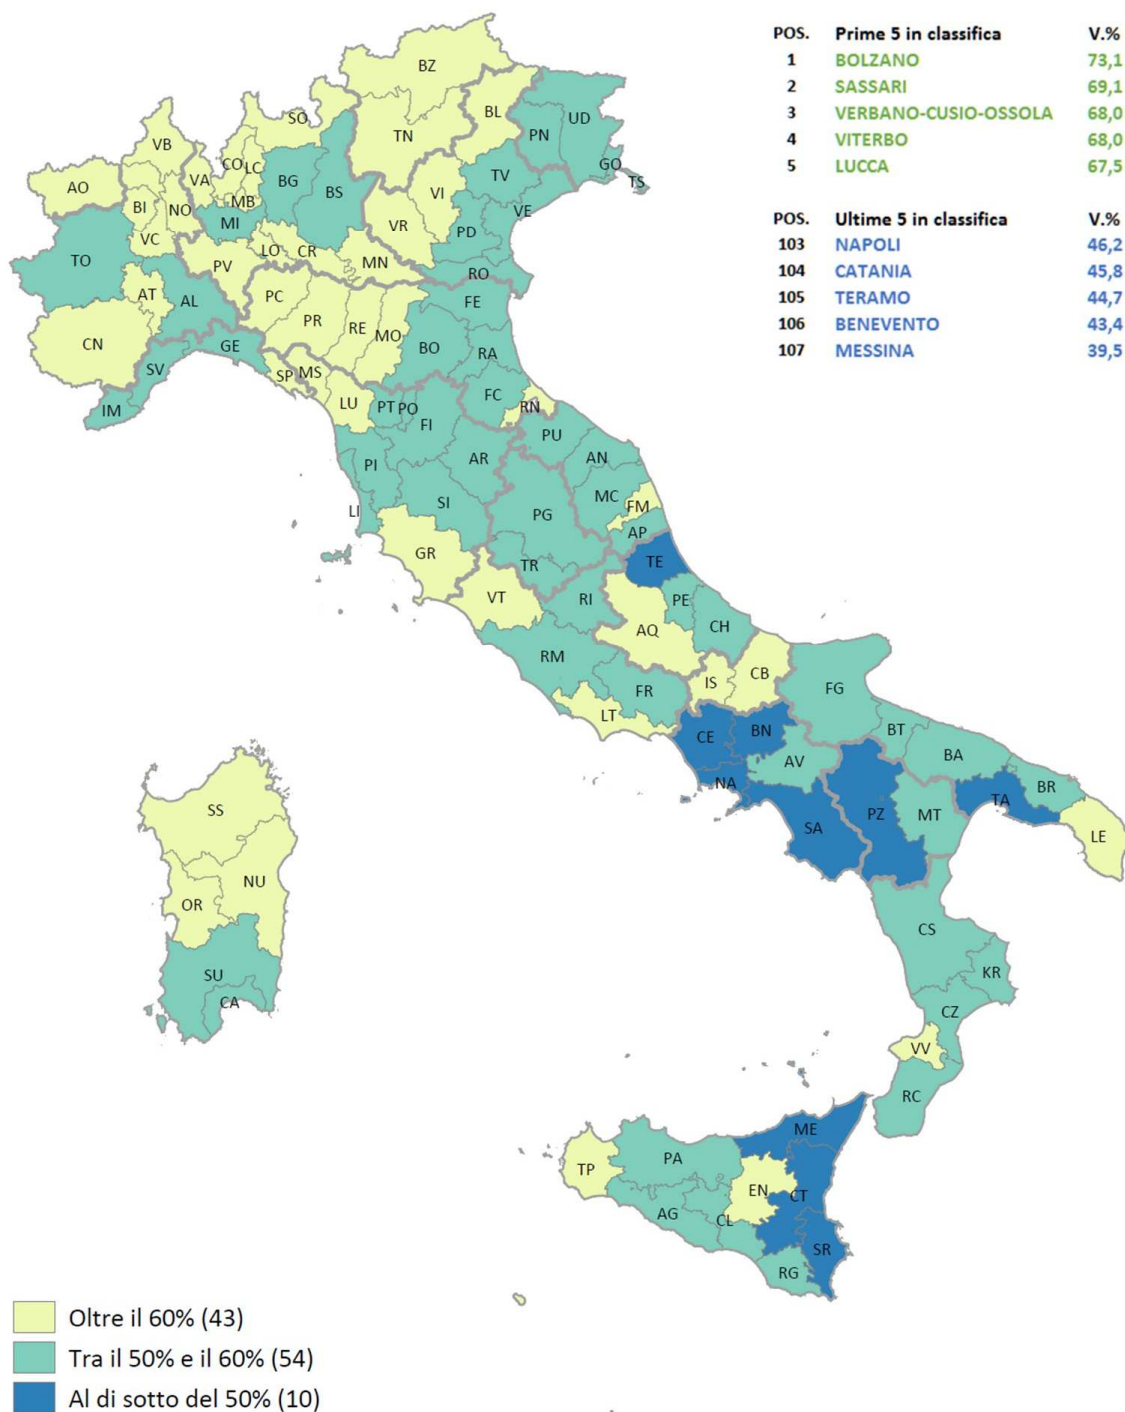 POS. Prime 5 in classifica V.%
1 BOLZANO 73,1
2 SASSARI 69,1
3 VERBANO-CUSIO-OSSOLA 68,0
4 VITERBO 68,0
5 LUCCA 67,5
POS. Ultime 5 in classifica V.%
103 NAPOLI 46,2
104 CATANIA 45,8
105 TERAMO 44,7
106 BENEVENTO 43,4
107 MESSINA 39,5
BZ
SO
BL
UD
VB
TN
PN
CO
LC
GO
AO
VA
BG
BS
TV
TS
BI
NO
MB
VI
MI
VE
VR
PD
VC
LO
CR
TO
PV
MN
RO
AT
AL
PC
FE
PR
RE
MO
CN
GE
BO
RA
SV
SP
MS
FC
LU
PT
PO
RN
IM
FI
PU
AR
AN
PI
MC
SI
LI
PG
FM
AP
GR
TR
TE
VT
RI
PE
AQ
CH
RM
IS
CB
FR
FG
LT
CE
BN
BT
AV
BA
NA
BR
TA
SS
SA
PZ
MT
LE
NU
OR
CS
SU
KR
CA
CZ
VV
RC
ME
PA
TP
EN
CT
AG
CL
SR
RG
Oltre il 60% (43)
Tra il 50% e il 60% (54)
Al di sotto del 50% (10)